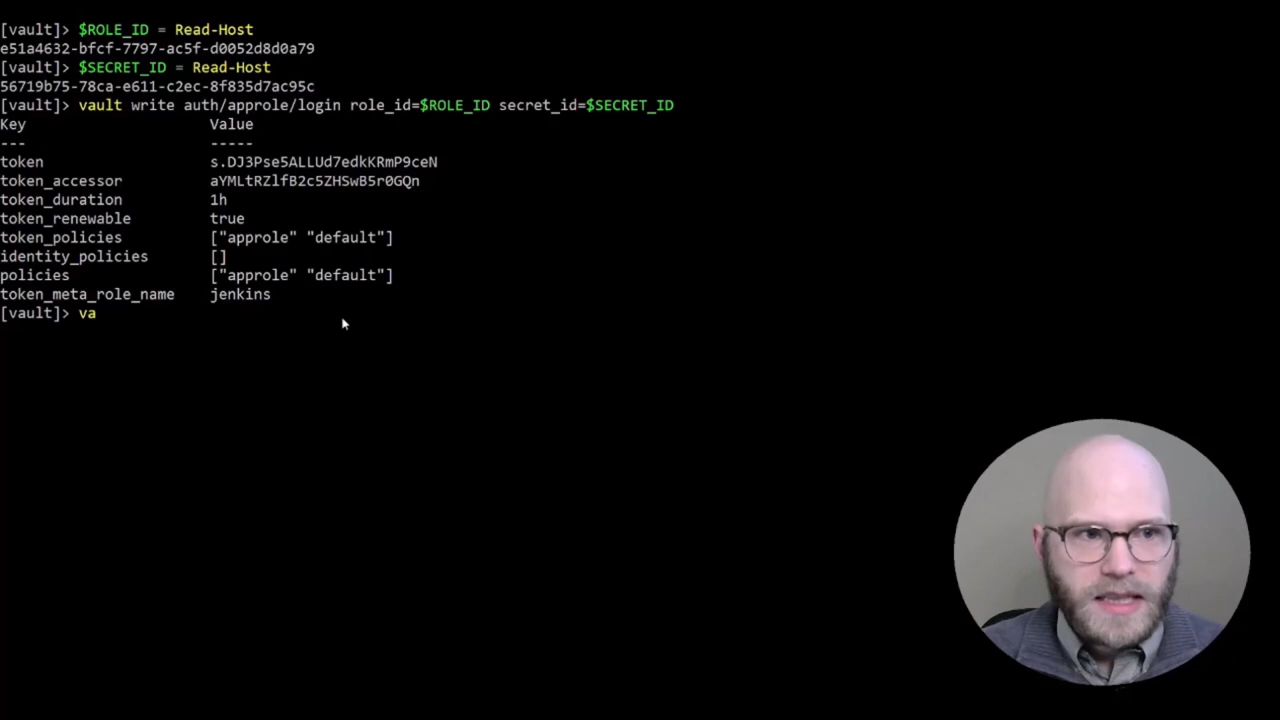 [vault]> $ROLE_ID = Read-Host
e51a4632-bfcf-7797-ac5f-d0052d8d0a79
[vault]> $SECRET_ID = Read-Host
56719b75-78ca-e611-c2ec-8f835d7ac95c
[vault]> vault write auth/approle/login role_id=$ROLE_ID secret_id=$SECRET_ID
Key Value
--- -----
token s.DJ3Pse5ALLUd7edkKRmP9ceN
token_accessor aYMLtRZlfB2c5ZHSwB5r0GQn
token_duration 1h
token_renewable true
token_policies ["approle" "default"]
identity_policies []
policies ["approle" "default"]
token_meta_role_name jenkins
[vault]> va